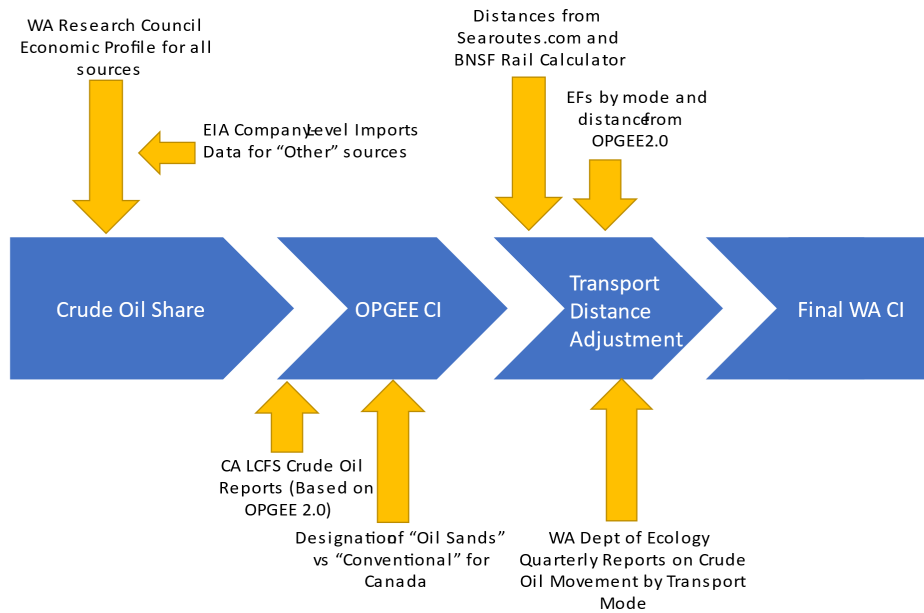 WA Research Council
Economic Profile for all
sources
EIA Company-Level Imports
Data for “Other” sources
Distances from
Searoutes.com and
BNSF Rail Calculator
EFs by mode and
distance from
OPGEE2.0
Crude Oil Share
OPGEE CI
Transport
Distance
Adjustment
Final WA CI
CA LCFS Crude Oil
Reports (Based on
OPGEE 2.0)
Designation of “Oil Sands”
vs “Conventional” for
Canada
WA Dept of Ecology
Quarterly Reports on Crude
Oil Movement by Transport
Mode